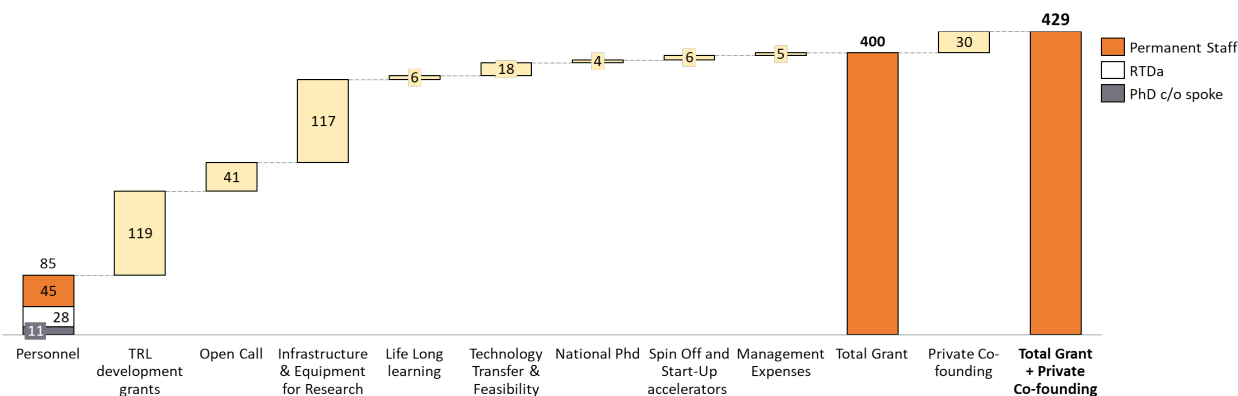 429
400
30
5
6
4
18
6
117
41
119
85
45
28
11
Permanent Staff
RTDa
PhD c/o spoke
Personnel
TRL
development
grants
Open Call
Infrastructure
& Equipment
for Research
Life Long
learning
Technology
Transfer &
Feasibility
National Phd
Spin Off and
Start-Up
accelerators
Management
Expenses
Total Grant
Private Co-
founding
Total Grant
+ Private
Co-founding